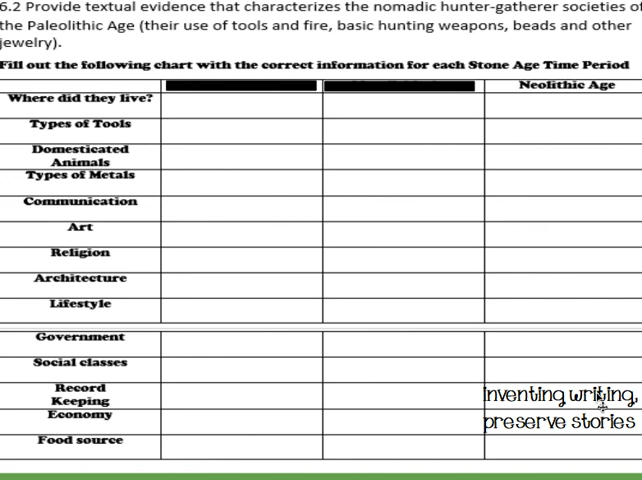 6.2 Provide textual evidence that characterizes the nomadic hunter-gatherer societies of
the Paleolithic Age (their use of tools and fire, basic hunting weapons, beads and other
jewelry).
Fill out the following chart with the correct information for each Stone Age Time Period
Neolithic Age
Where did they live?
Types of Tools
Domesticated
Animals
Types of Metals
Communication
Art
Religion
Architecture
Lifestyle
Government
Social classes
Record
Keeping
inventing writing,
Economy
preserve stories
Food source